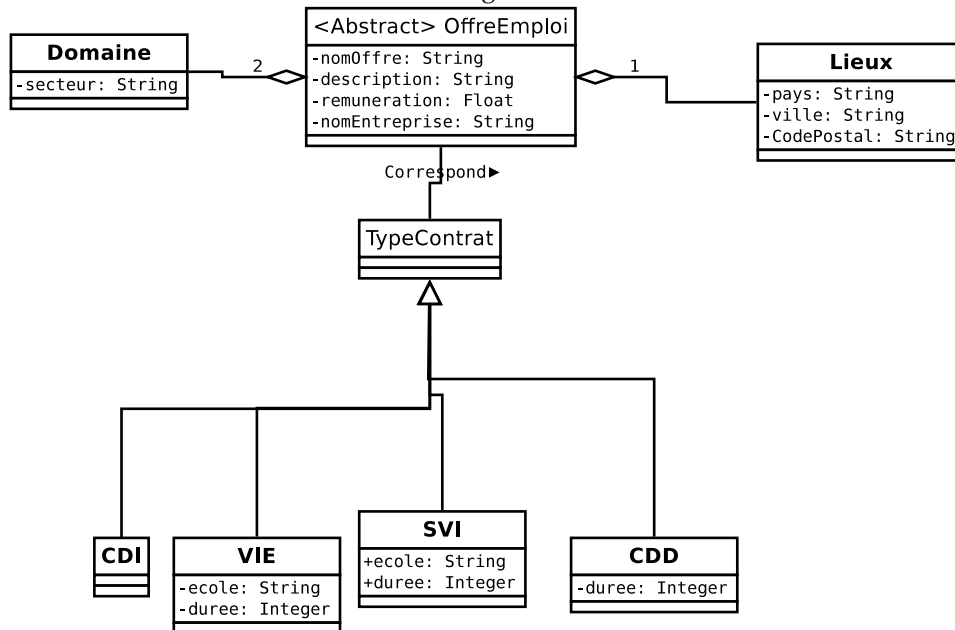 <Abstract> OffreEmploi
-nomOffre: String
-description: String
-remuneration: Float
-nomEntreprise: String
Domaine
-secteur: String
2
1
Lieux
-pays: String
-ville: String
-CodePostal: String
Correspond►
TypeContrat
CDI
VIE
-ecole: String
-duree: Integer
SVI
+ecole: String
+duree: Integer
CDD
-duree: Integer